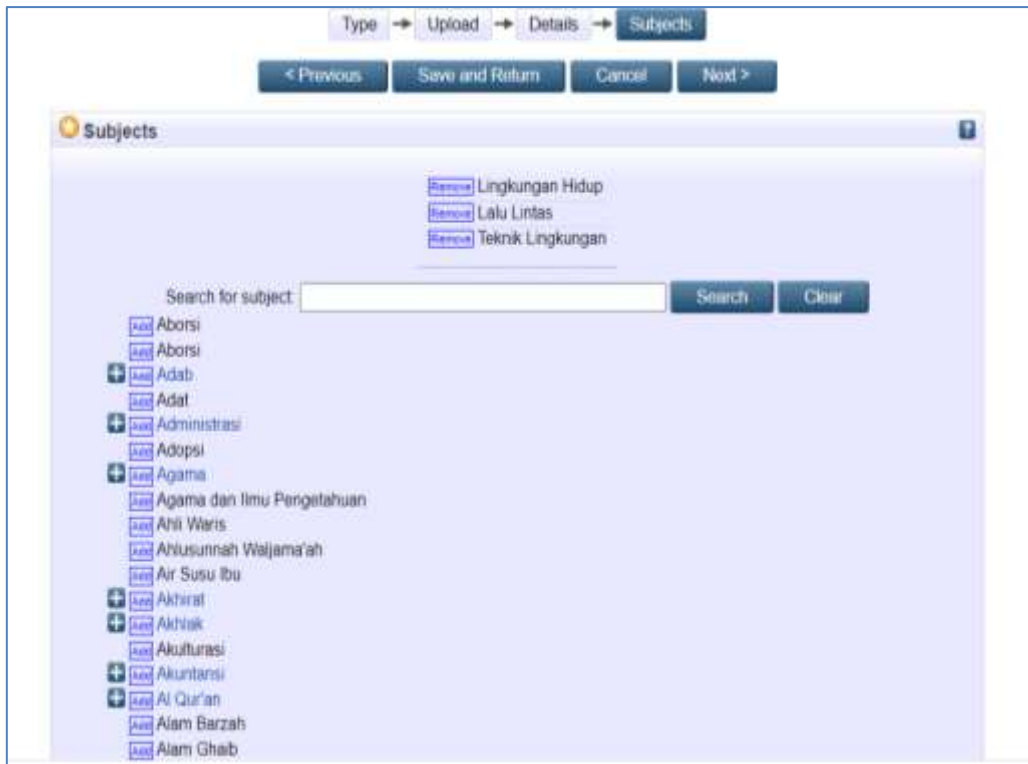 Type Upload Details Subjects
< Previous Save and Return Cancel Next >
Subjects ?
Remove Lingkungan Hidup
Remove Lalu Lintas
Remove Teknik Lingkungan
Search for subject: Search Clear
Add Aborsi
Add Aborsi
Add Adab
Add Adat
Add Administrasi
Add Adopsi
Add Agama
Add Agama dan Ilmu Pengetahuan
Add Ahli Waris
Add Ahlusunnah Waljama'ah
Add Air Susu Ibu
Add Akhirat
Add Akhlak
Add Akulturasi
Add Akuntansi
Add Al Qur'an
Add Alam Barzah
Add Alam Ghaib